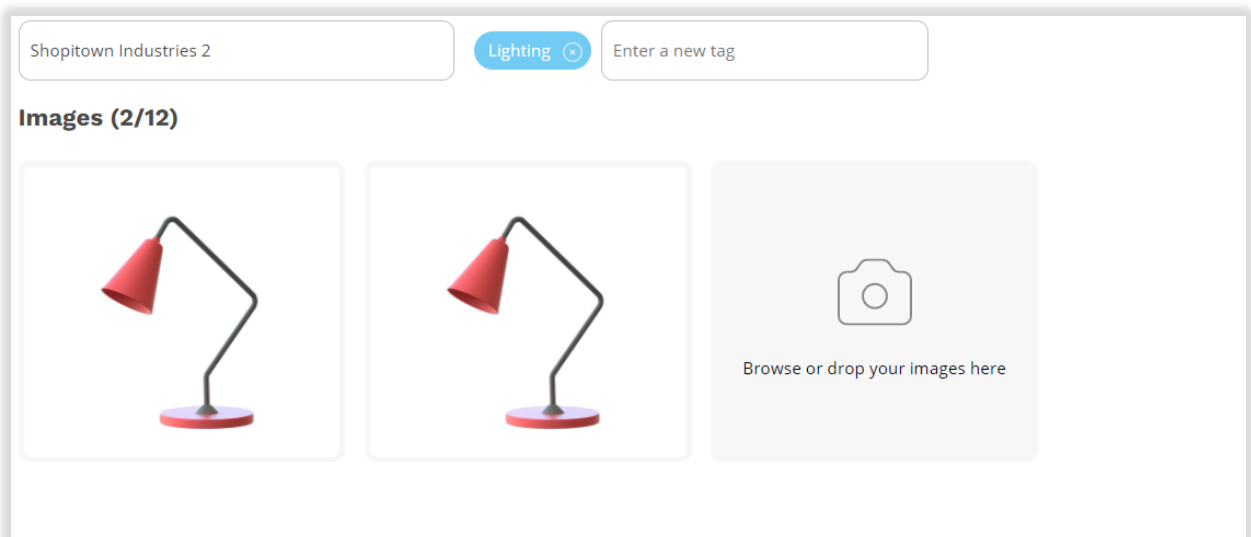 Shopitown Industries 2
Lighting
Enter a new tag
Images (2/12)
Browse or drop your images here